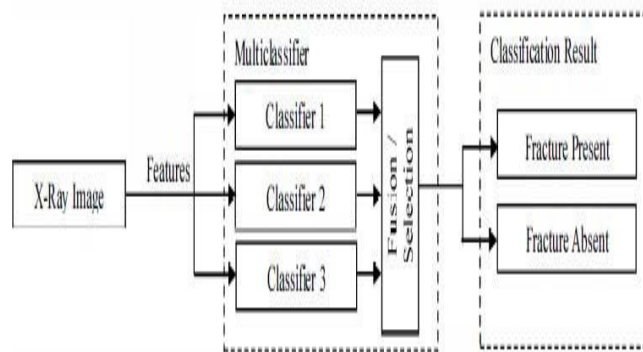 Multiclassifier
Classification Result
X-Ray Image
Features
Classifier 1
Classifier 2
Classifier 3
Fusion /
Selection
Fracture Present
Fracture Absent